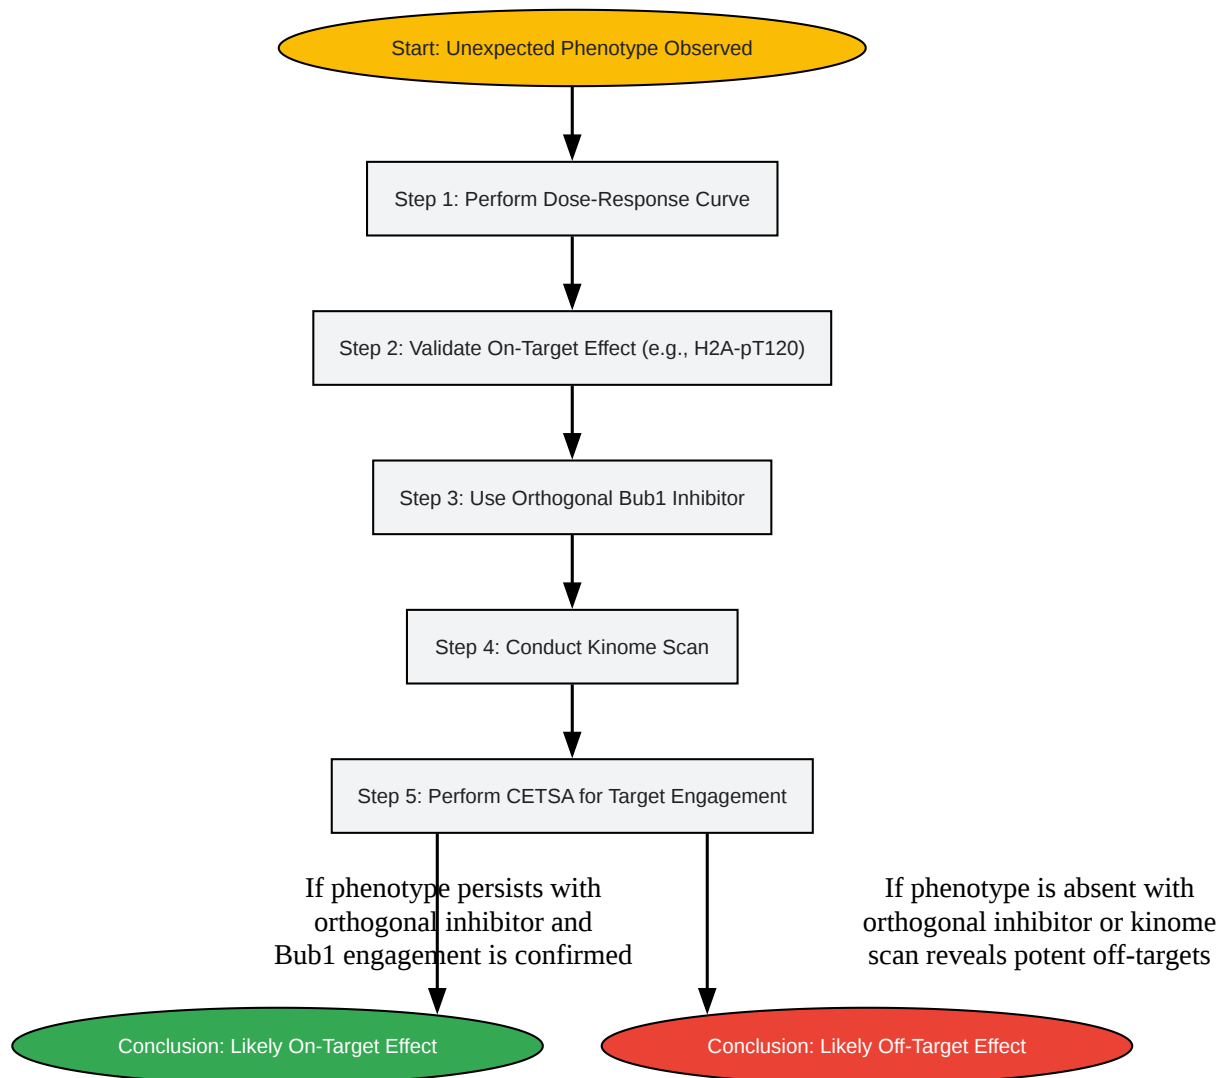 Start: Unexpected Phenotype Observed
Step 1: Perform Dose-Response Curve
Step 2: Validate On-Target Effect (e.g., H2A-pT120)
Step 3: Use Orthogonal Bub1 Inhibitor
Step 4: Conduct Kinome Scan
Step 5: Perform CETSA for Target Engagement
If phenotype persists with
orthogonal inhibitor and
Bub1 engagement is confirmed
If phenotype is absent with
orthogonal inhibitor or kinome
scan reveals potent off-targets
Conclusion: Likely On-Target Effect
Conclusion: Likely Off-Target Effect